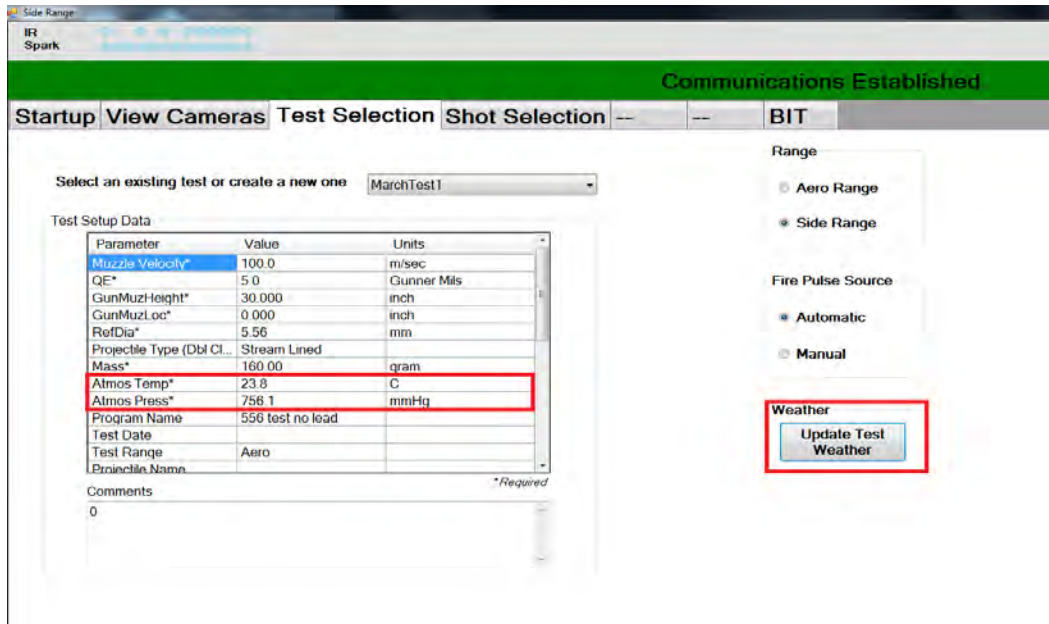 Side Range
IR
Spark
Communications Established
Startup View Cameras Test Selection Shot Selection -- -- BIT
Select an existing test or create a new one MarchTest1
Test Setup Data
Parameter Value Units
Muzzle Velocity* 100.0 m/sec
QE* 5.0 Gunner Mils
GunMuzHeight* 30.000 inch
GunMuzLoc* 0.000 inch
RefDia* 5.56 mm
Projectile Type (Dbl Cl... Stream Lined
Mass* 160.00 gram
Atmos Temp* 23.8 C
Atmos Press* 756.1 mmHg
Program Name 556 test no lead
Test Date
Test Range Aero
Projectile Name
*Required
Comments
0
Range
Aero Range
Side Range
Fire Pulse Source
Automatic
Manual
Weather
Update Test
Weather